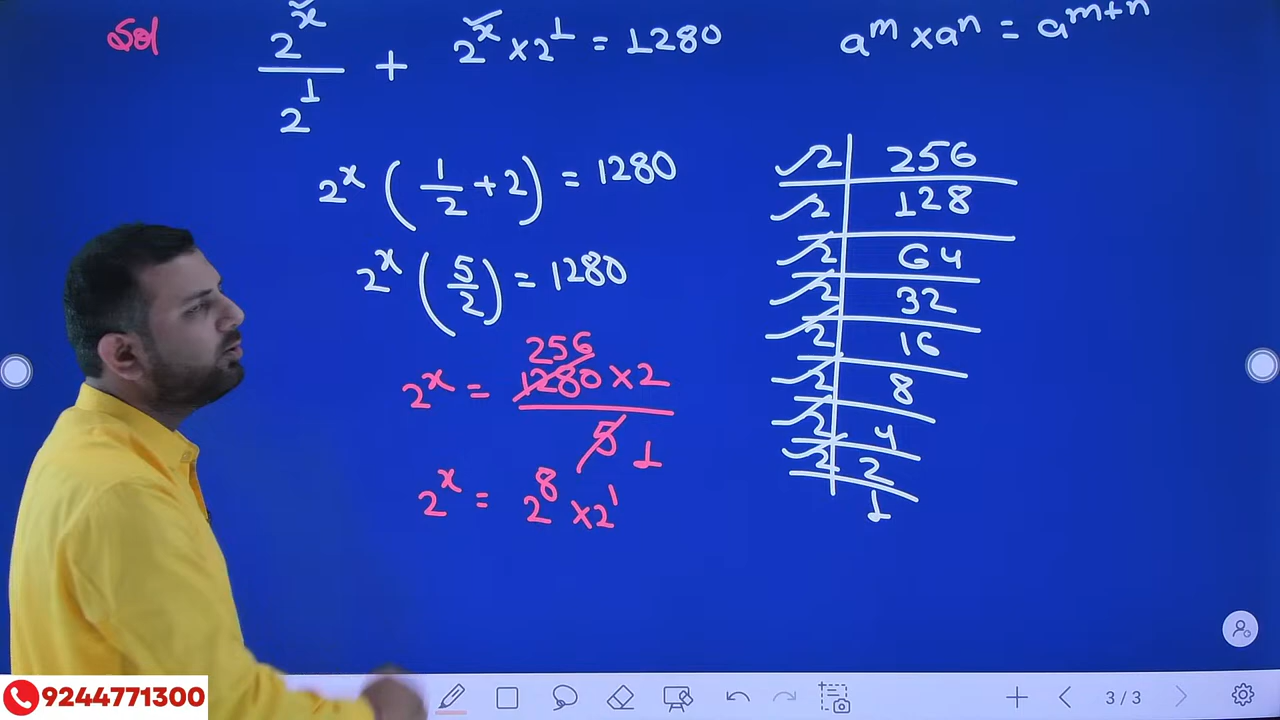 Sol
2^x / 2^1 + 2^x × 2^1 = 1280
a^m × a^n = a^(m+n)
2^x ( 1/2 + 2 ) = 1280
2^x ( 5/2 ) = 1280
256
2^x = 1280 × 2 / 5 1
2^x = 2^8 × 2^1
2 | 256
2 | 128
2 | 64
2 | 32
2 | 16
2 | 8
2 | 4
2 | 2
1
9244771300
3/3